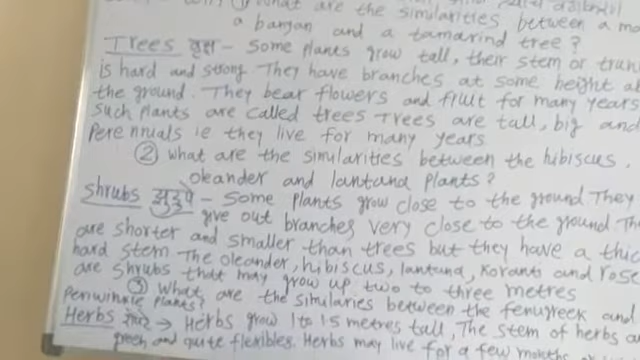 what are the similarities between a
a banyan and a tamarind tree?
Trees वृक्ष - Some plants grow tall, their stem or
is hard and strong They have branches at some height
the ground. They bear flowers and fruit for many years
such plants are called trees Trees are tall, big and
Perennuals ie they live for many years
② What are the simularities between the hibiscus,
oleander and lantana plants?
Shrubs झुडुपे - Some plants grow close to the ground. They
give out branches very close to the ground.
are shorter and smaller than trees but they have a
hard stem The oleander, hibiscus, lantana, Koranti and rose
are shrubs that may grow up two to three metres
③ What are the simularies between the fenugreek and
periwinkle plants?
Herbs → Herbs grow 1 to 1.5 metres tall, The stem of herbs
green and quite flexibles. Herbs may live for a few months